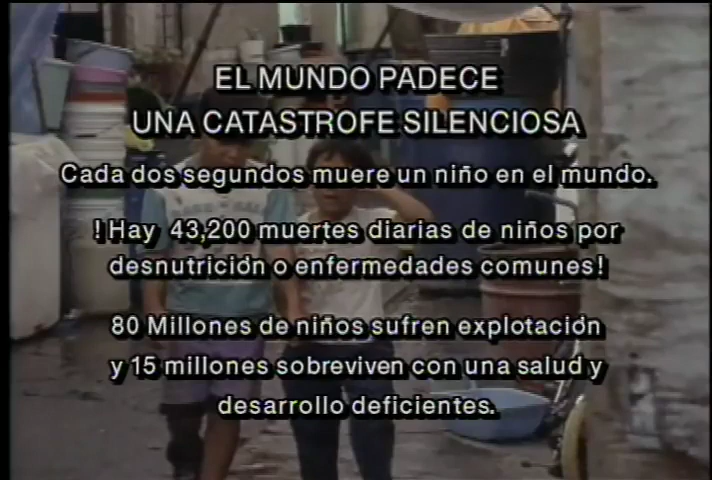 EL MUNDO PADECE
UNA CATASTROFE SILENCIOSA
Cada dos segundos muere un niño en el mundo.
!Hay 43,200 muertes diarias de niños por
desnutrición o enfermedades comunes!
80 Millones de niños sufren explotación
y 15 millones sobreviven con una salud y
desarrollo deficientes.